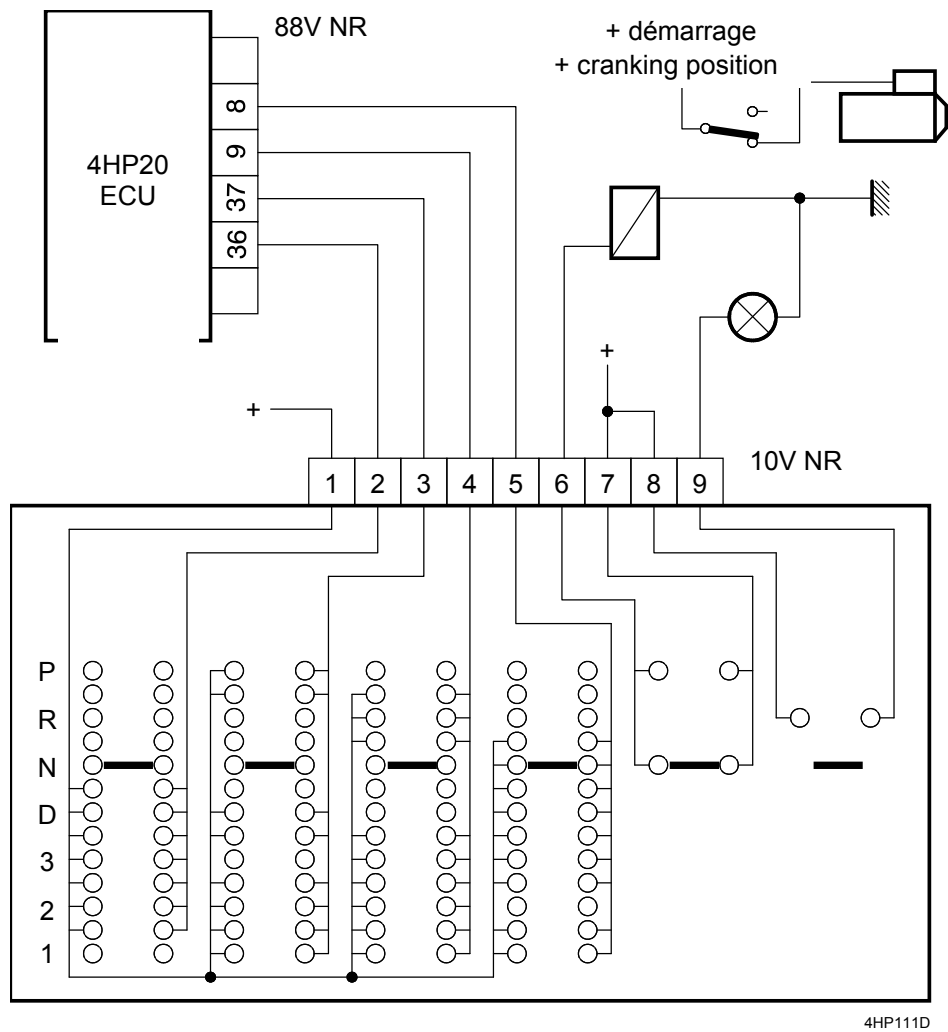 88V NR
+ démarrage
+ cranking position
4HP20
ECU
8
9
37
36
+
+
10V NR
1 2 3 4 5 6 7 8 9
P
R
N
D
3
2
1
4HP111D